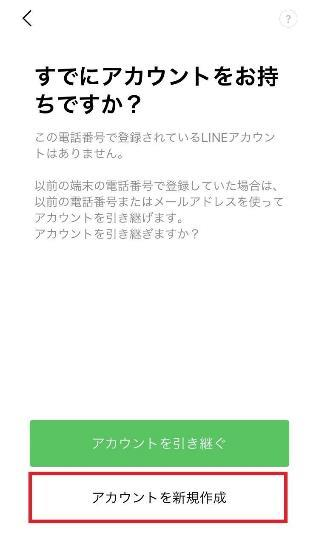 ?
すでにアカウントをお持
ちですか？
この電話番号で登録されているLINEアカウン
トはありません。
以前の端末の電話番号で登録していた場合は、
以前の電話番号またはメールアドレスを使って
アカウントを引き継げます。
アカウントを引き継ぎますか？
アカウントを引き継ぐ
アカウントを新規作成